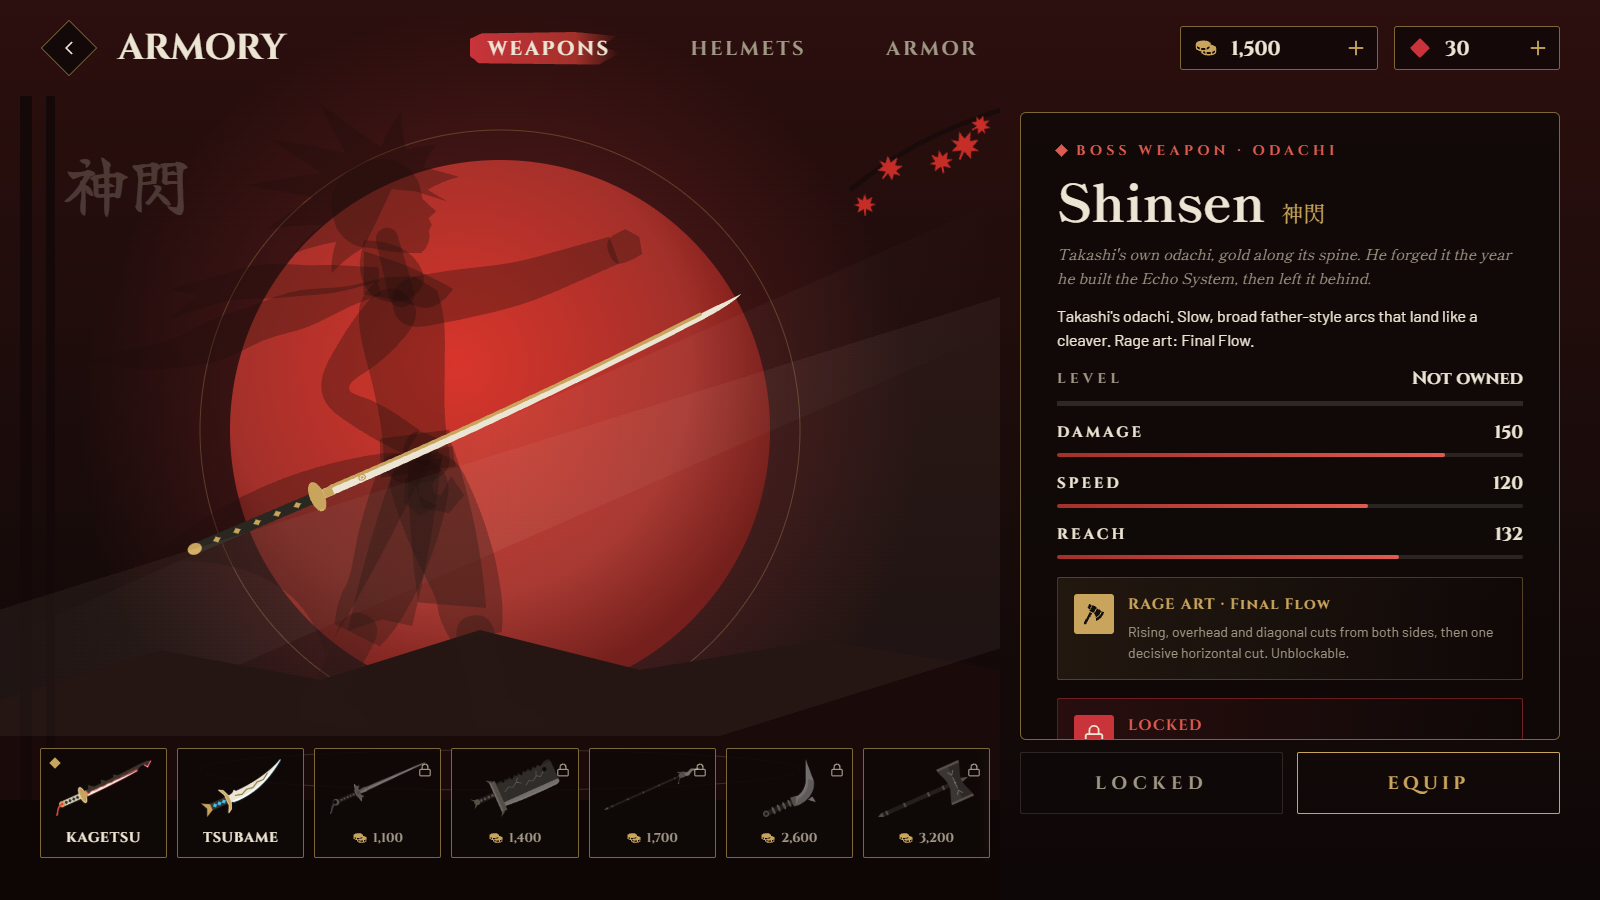 ARMORY
WEAPONS
HELMETS
ARMOR
1,500
30
神閃
BOSS WEAPON · ODACHI
Shinsen 神閃
Takashi's own odachi, gold along its spine. He forged it the year
he built the Echo System, then left it behind.
Takashi's odachi. Slow, broad father-style arcs that land like a
cleaver. Rage art: Final Flow.
LEVEL NOT OWNED
DAMAGE 150
SPEED 120
REACH 132
RAGE ART · Final Flow
Rising, overhead and diagonal cuts from both sides, then one
decisive horizontal cut. Unblockable.
LOCKED
KAGETSU
TSUBAME
1,100
1,400
1,700
2,600
3,200
LOCKED
EQUIP